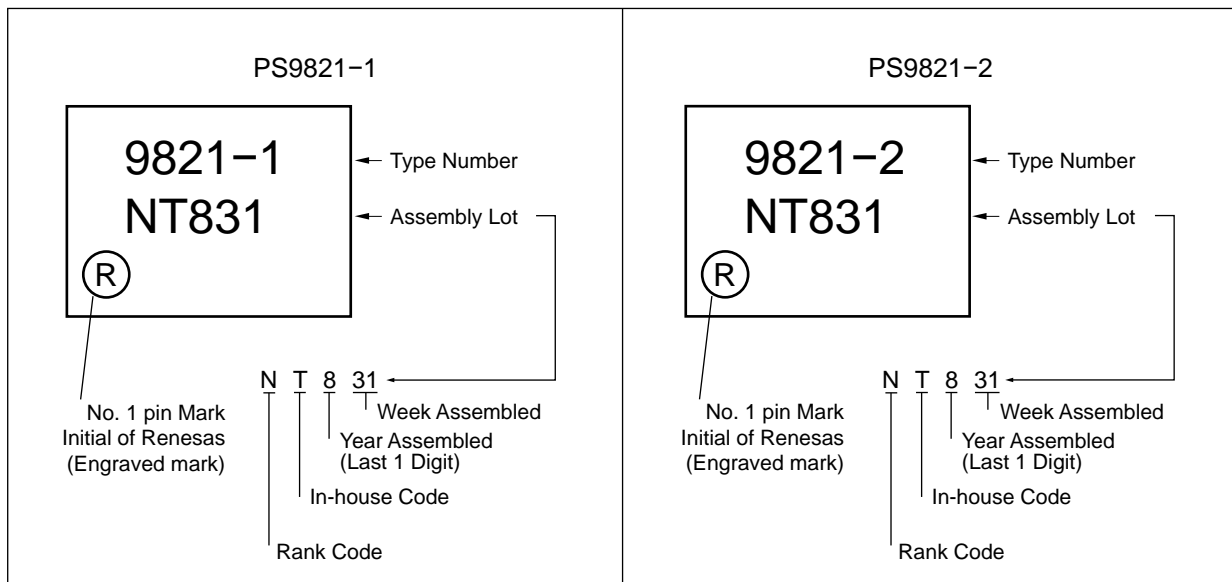 PS9821−1
9821−1
Type Number
NT831
Assembly Lot
R
N T 8 31
No. 1 pin Mark
Initial of Renesas
(Engraved mark)
Week Assembled
Year Assembled
(Last 1 Digit)
In-house Code
Rank Code
PS9821−2
9821−2
Type Number
NT831
Assembly Lot
R
N T 8 31
No. 1 pin Mark
Initial of Renesas
(Engraved mark)
Week Assembled
Year Assembled
(Last 1 Digit)
In-house Code
Rank Code